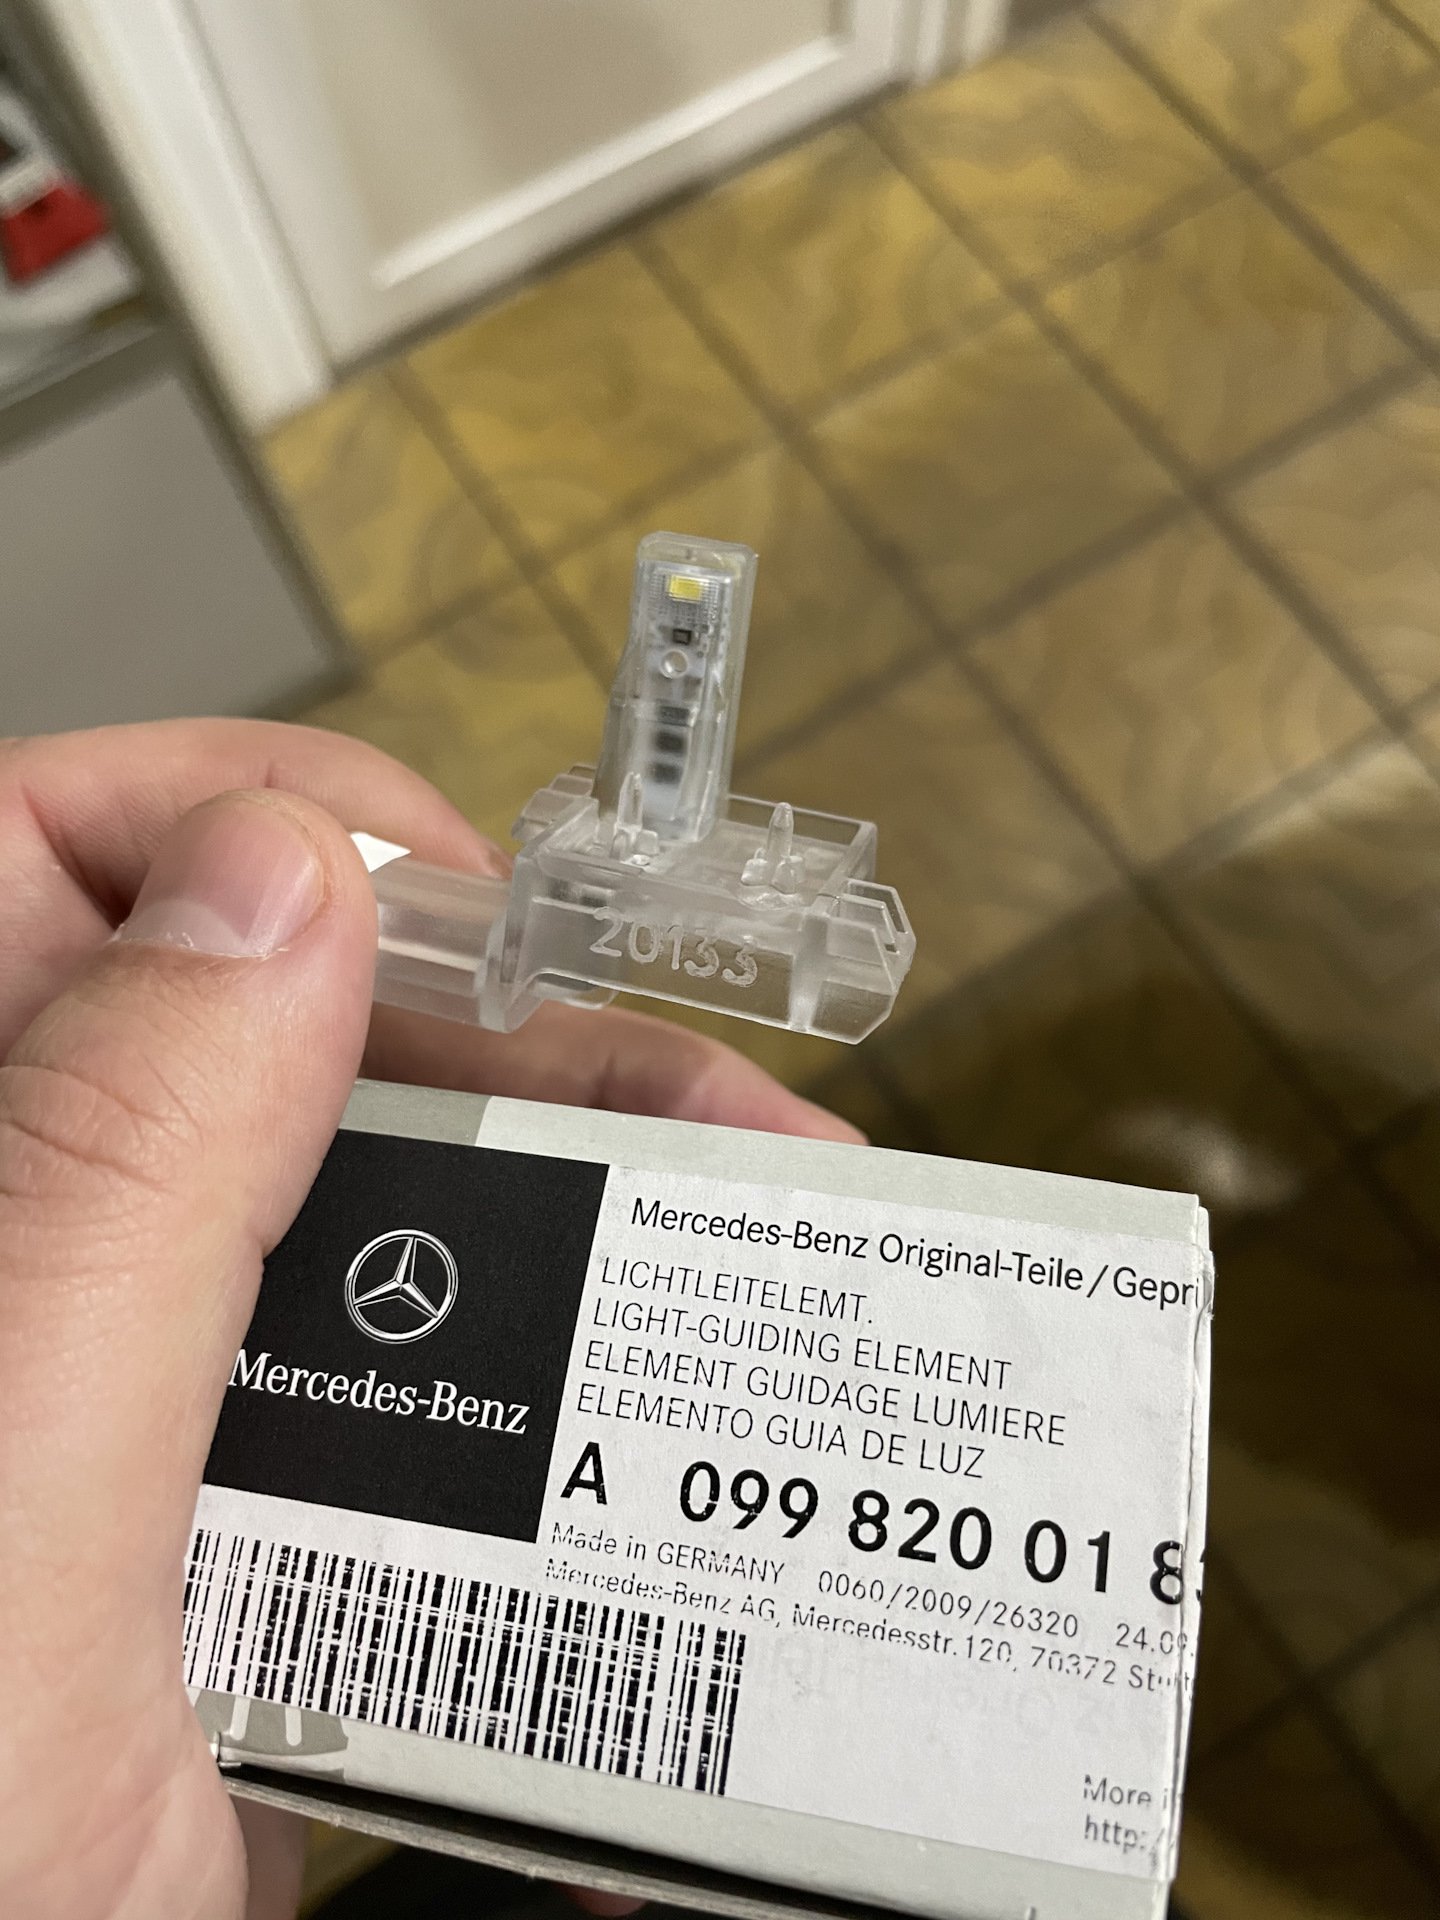 20133
Mercedes-Benz
Mercedes-Benz Original-Teile / Gepr
LICHTLEITELEMT.
LIGHT-GUIDING ELEMENT
ELEMENT GUIDAGE LUMIERE
ELEMENTO GUIA DE LUZ
A 099 820 01 8
Made in GERMANY 0060/2009/26320 24.09.
Mercedes-Benz AG, Mercedesstr.120, 70372
More
http:/